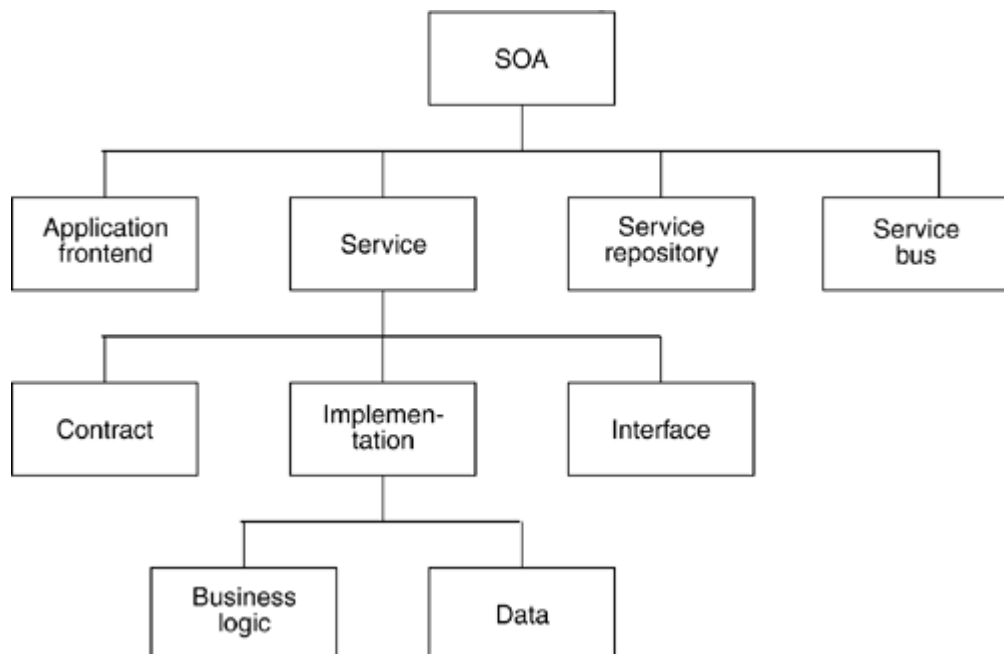 SOA
Application
frontend
Service
Service
repository
Service
bus
Contract
Implemen-
tation
Interface
Business
logic
Data